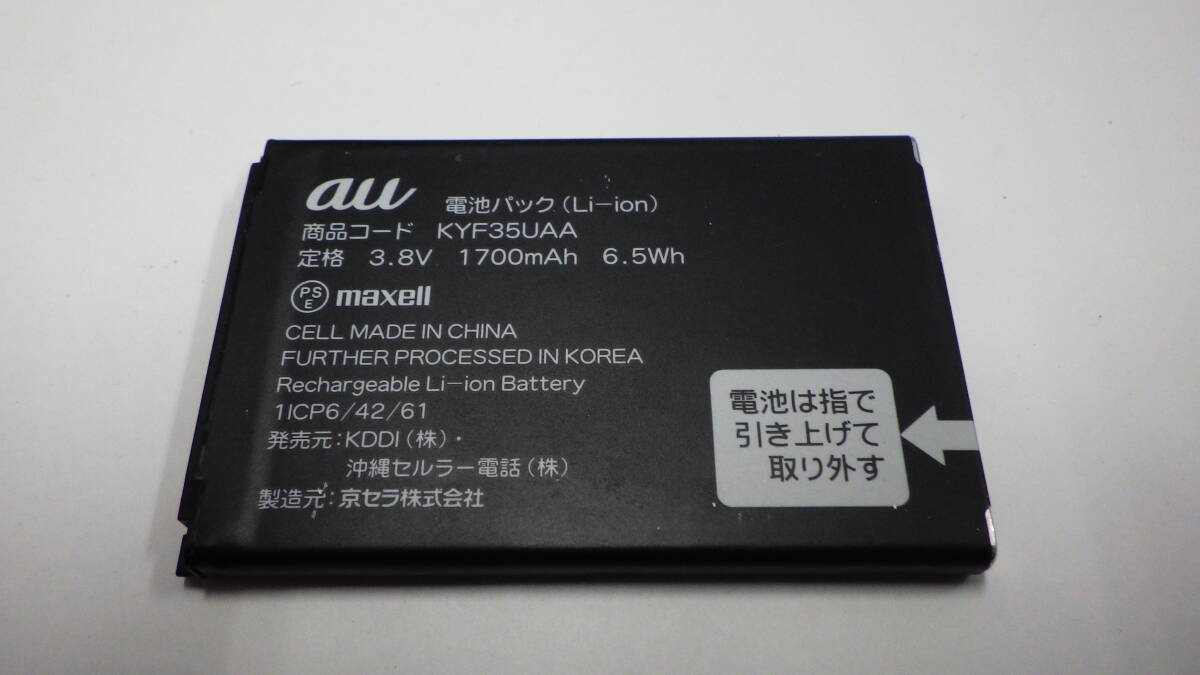 au 電池パック(Li-ion)
商品コード KYF35UAA
定格 3.8V 1700mAh 6.5Wh
PS
E
maxell
CELL MADE IN CHINA
FURTHER PROCESSED IN KOREA
Rechargeable Li-ion Battery
1ICP6/42/61
発売元:KDDI(株)・
沖縄セルラー電話(株)
製造元:京セラ株式会社
電池は指で
引き上げて
取り外す